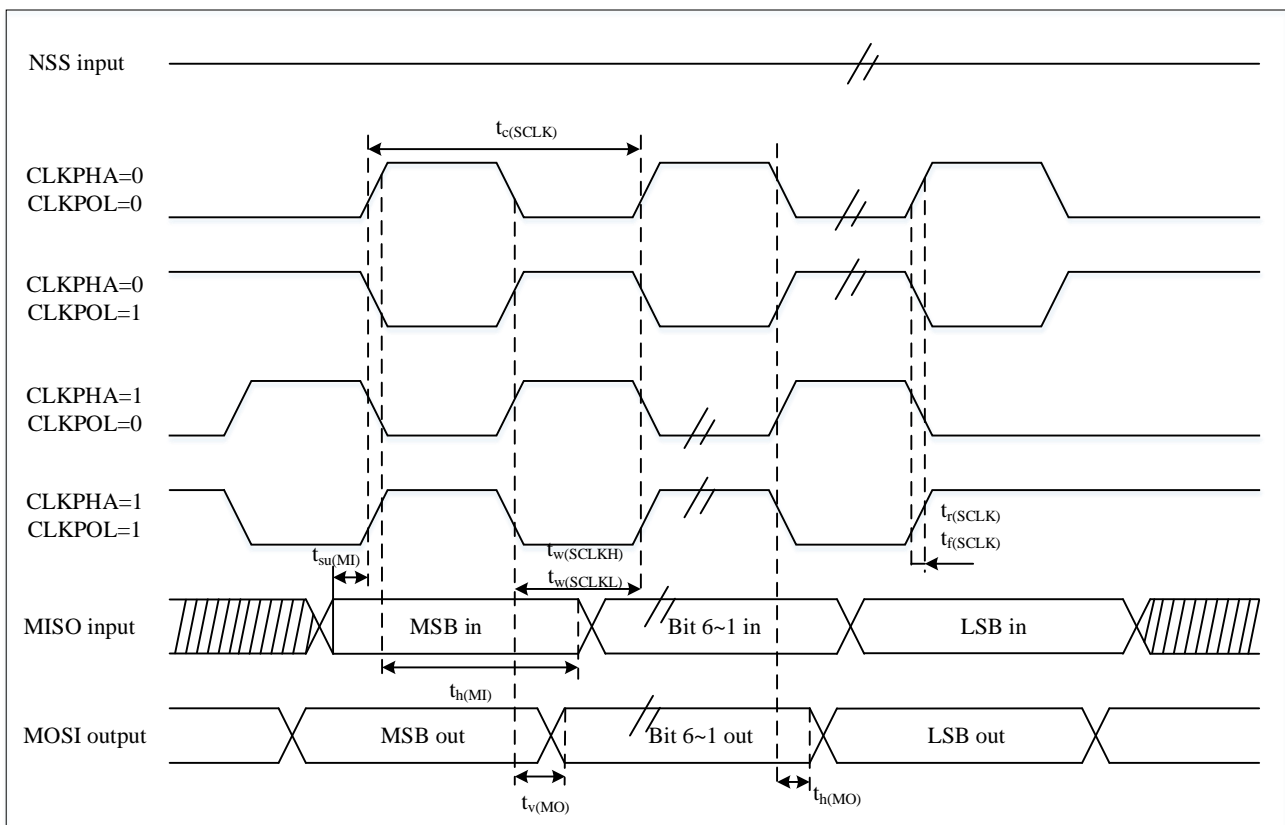 NSS input
tc(SCLK)
CLKPHA=0
CLKPOL=0
CLKPHA=0
CLKPOL=1
CLKPHA=1
CLKPOL=0
CLKPHA=1
CLKPOL=1
tr(SCLK)
tf(SCLK)
tsu(MI)
tw(SCLKH)
tw(SCLKL)
MISO input
MSB in
Bit 6~1 in
LSB in
th(MI)
MOSI output
MSB out
Bit 6~1 out
LSB out
tv(MO)
th(MO)